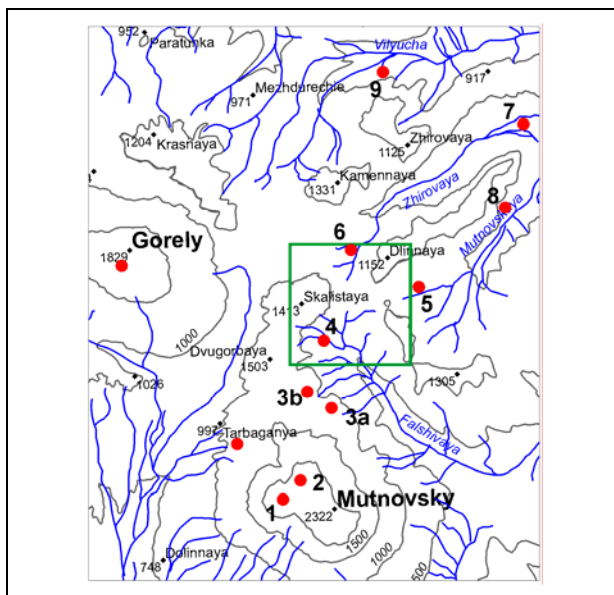 952
Paratunka
Vilyucha
917
9
Mezhdurechie
971
7
1204
Krasnaya
Zhirovaya
1125
Kamennaya
1331
Zhirovaya
8
Mutnovskaya
6
Gorely
1829
Dlinnaya
1152
5
Skalistaya
1413
4
1000
Dvugorbaya
1503
1026
1305
3b
3a
997
Tarbaganya
Falshivaya
2
Mutnovsky
1
2322
1500
1000
500
Dolinnaya
748